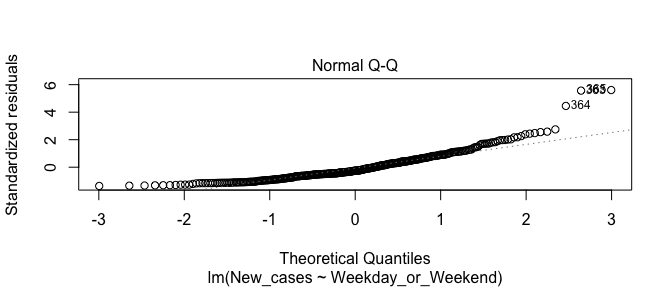 Normal Q-Q
Standardized residuals
6
4
2
0
365
364
-3 -2 -1 0 1 2 3
Theoretical Quantiles
lm(New_cases ~ Weekday_or_Weekend)